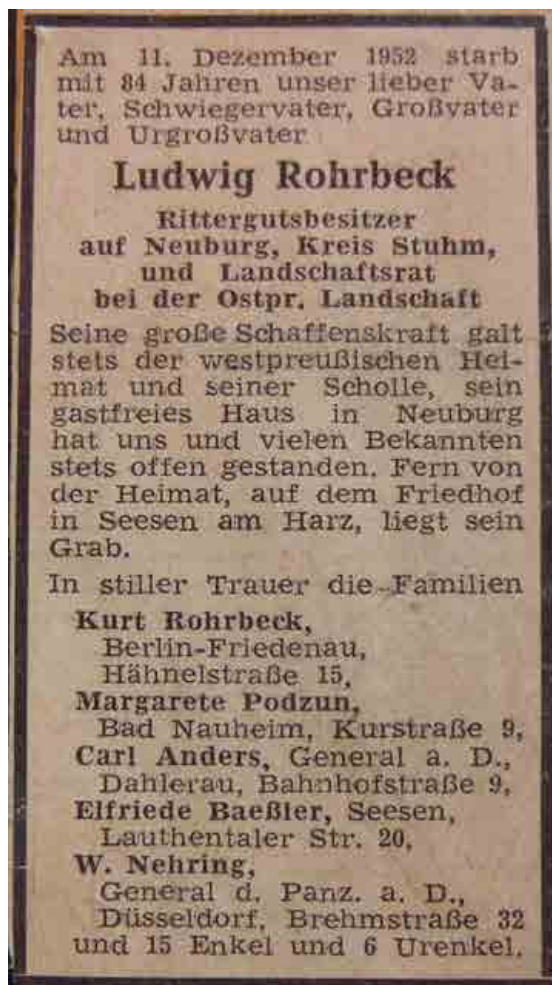 Am 11. Dezember 1952 starb
mit 84 Jahren unser lieber Va-
ter, Schwiegervater, Großvater
und Urgroßvater
Ludwig Rohrbeck
Rittergutsbesitzer
auf Neuburg, Kreis Stuhm,
und Landschaftsrat
bei der Ostpr. Landschaft
Seine große Schaffenskraft galt
stets der westpreußischen Hei-
mat und seiner Scholle, sein
gastfreies Haus in Neuburg
hat uns und vielen Bekannten
stets offen gestanden. Fern von
der Heimat, auf dem Friedhof
in Seesen am Harz, liegt sein
Grab.
In stiller Trauer die Familien
Kurt Rohrbeck,
Berlin-Friedenau,
Hähnelstraße 15,
Margarete Podzun,
Bad Nauheim, Kurstraße 9,
Carl Anders, General a. D.,
Dahlerau, Bahnhofstraße 9,
Elfriede Baeßler, Seesen,
Lauthentaler Str. 20,
W. Nehring,
General d. Panz. a. D.,
Düsseldorf, Brehmstraße 32
und 15 Enkel und 6 Urenkel.